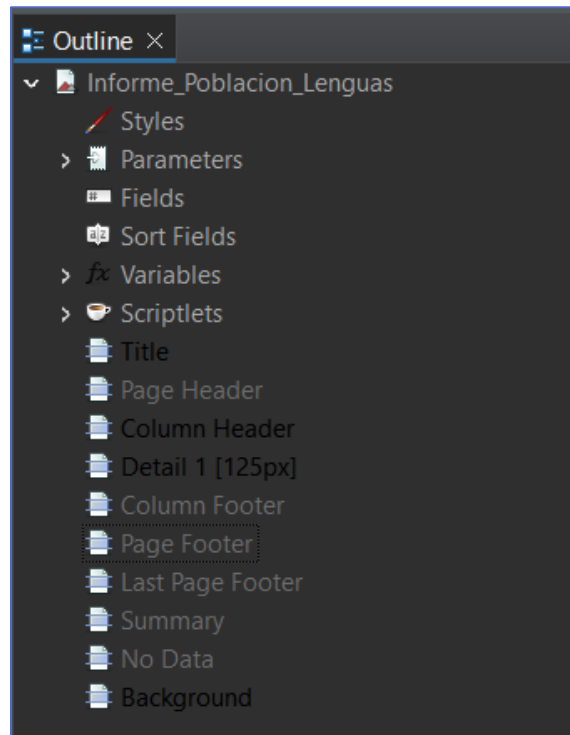 Outline
Informe_Poblacion_Lenguas
Styles
Parameters
Fields
Sort Fields
Variables
Scriptlets
Title
Page Header
Column Header
Detail 1 [125px]
Column Footer
Page Footer
Last Page Footer
Summary
No Data
Background